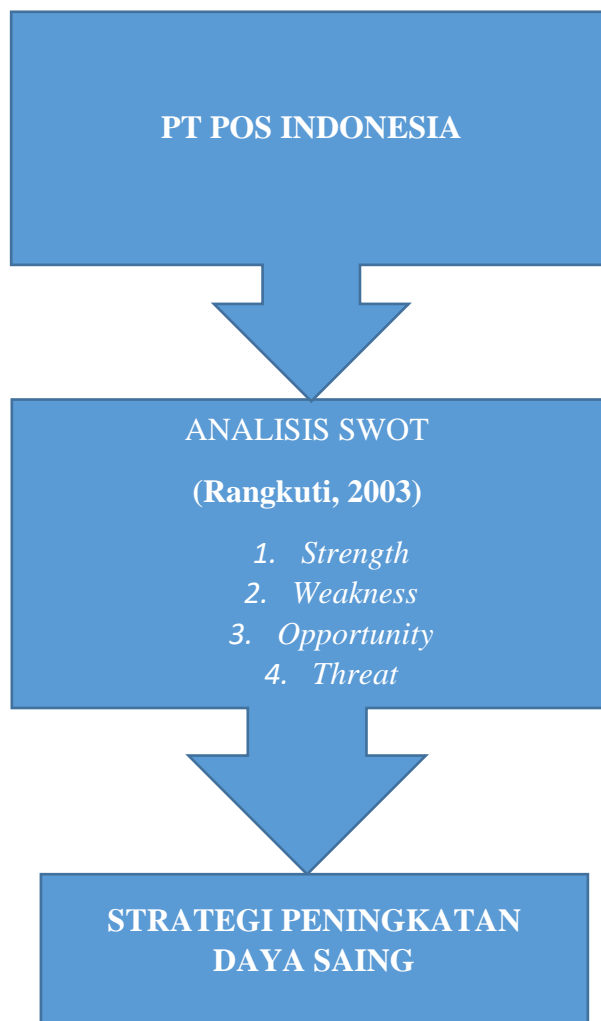 PT POS INDONESIA
ANALISIS SWOT
(Rangkuti, 2003)
1. Strength
2. Weakness
3. Opportunity
4. Threat
STRATEGI PENINGKATAN
DAYA SAING